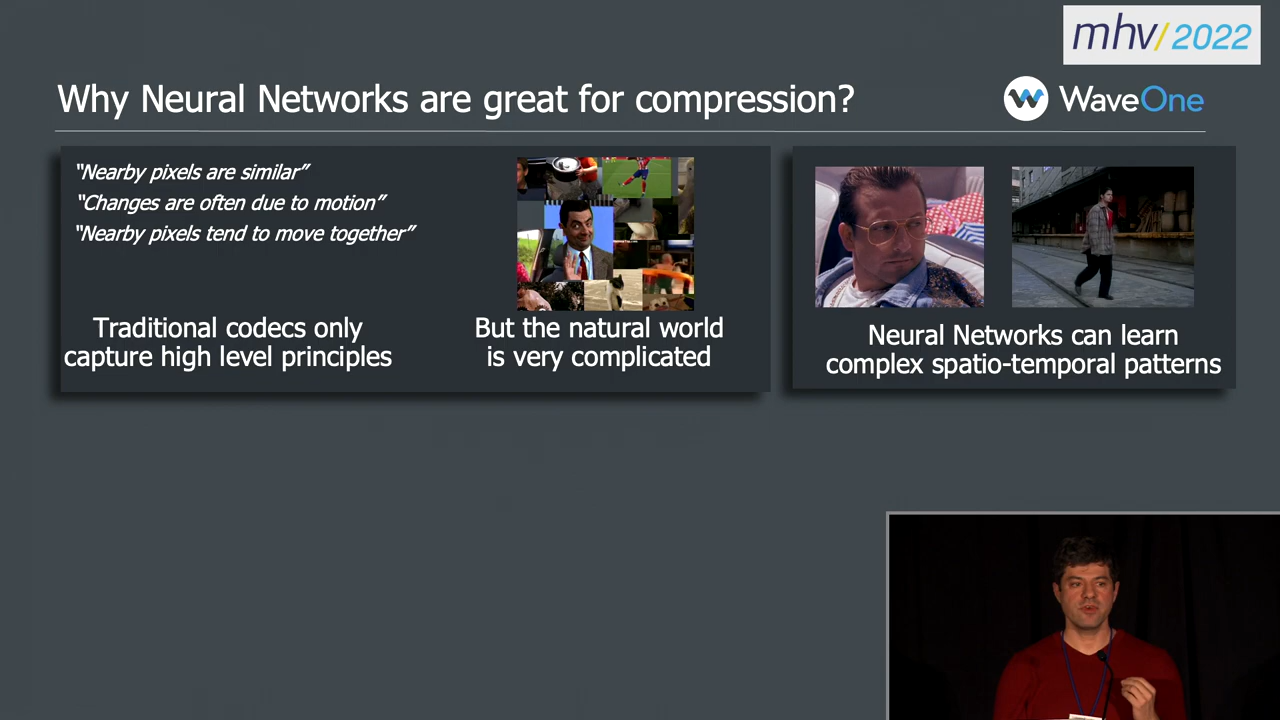 mhv/2022
Why Neural Networks are great for compression?
WaveOne
“Nearby pixels are similar”
“Changes are often due to motion”
“Nearby pixels tend to move together”
Traditional codecs only
capture high level principles
But the natural world
is very complicated
Neural Networks can learn
complex spatio-temporal patterns